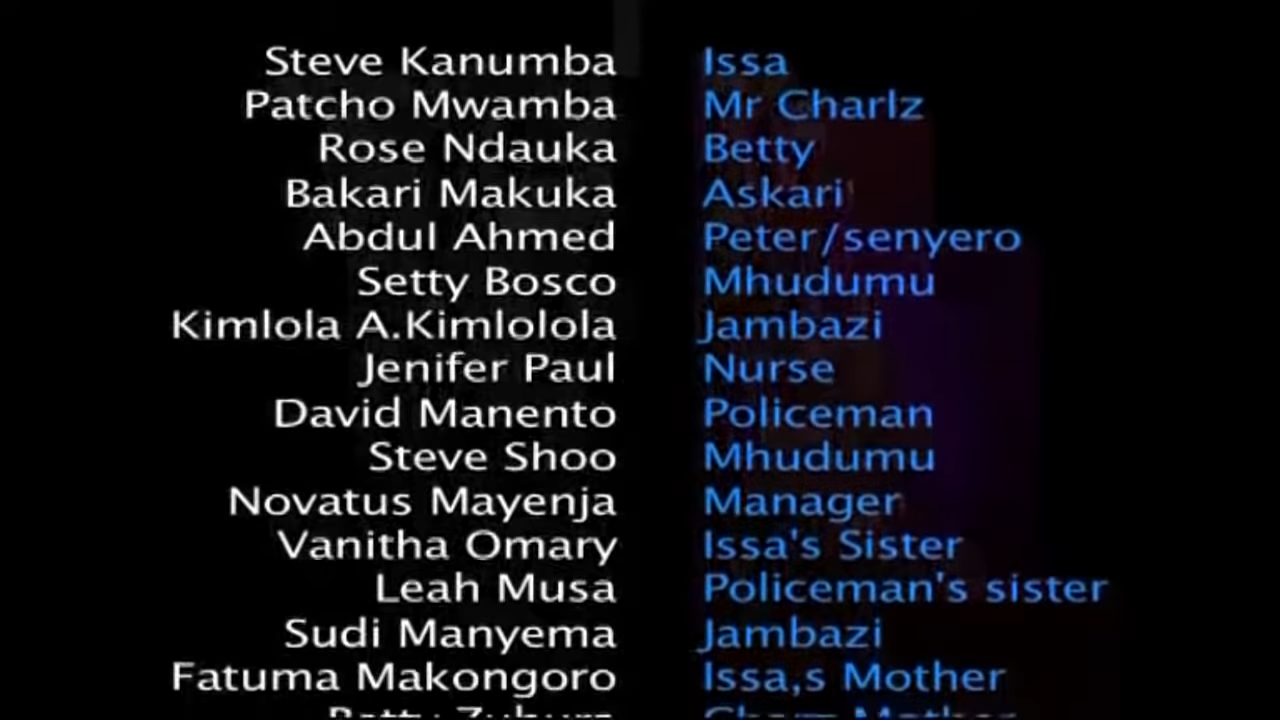 Steve Kanumba Issa
Patcho Mwamba Mr Charlz
Rose Ndauka Betty
Bakari Makuka Askari
Abdul Ahmed Peter/senyero
Setty Bosco Mhudumu
Kimlola A.Kimlolola Jambazi
Jenifer Paul Nurse
David Manento Policeman
Steve Shoo Mhudumu
Novatus Mayenja Manager
Vanitha Omary Issa's Sister
Leah Musa Policeman's sister
Sudi Manyema Jambazi
Fatuma Makongoro Issa,s Mother